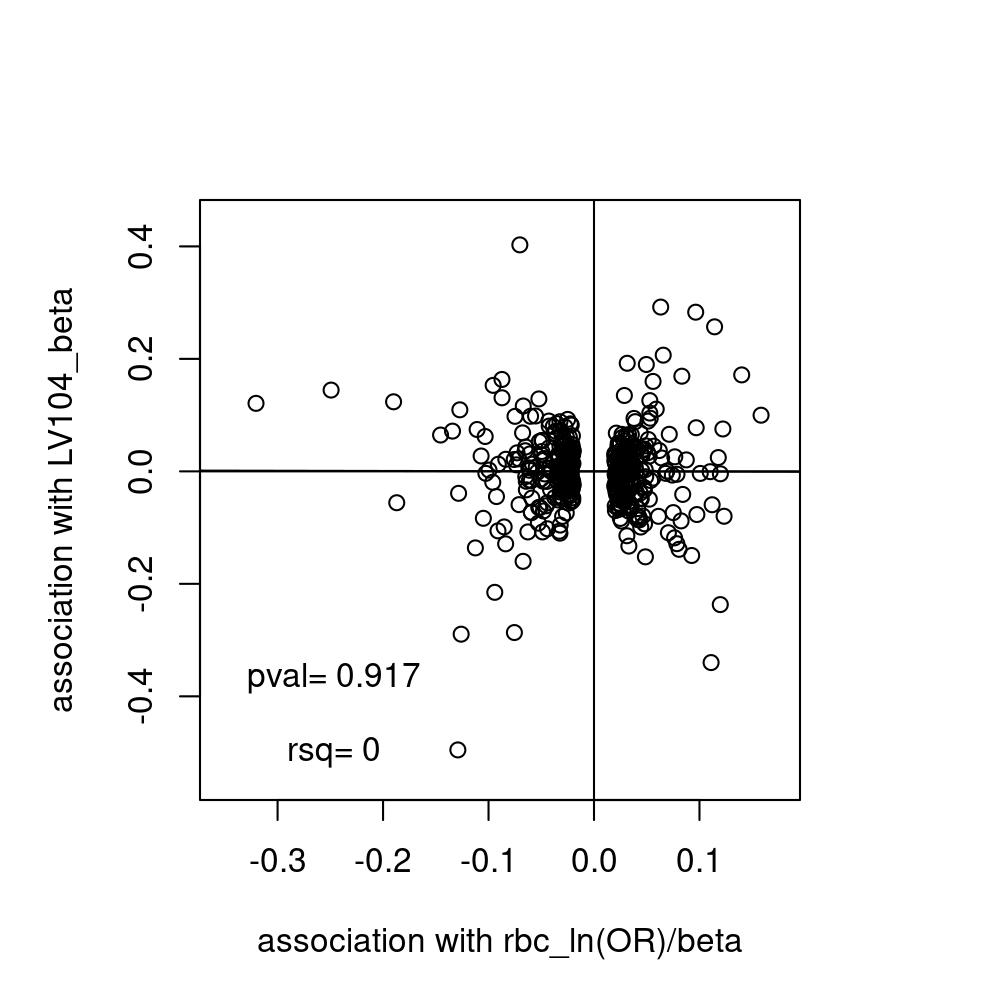 association with LV104_beta
0.4
0.2
0.0
-0.2
-0.4
pval= 0.917
rsq= 0
-0.3 -0.2 -0.1 0.0 0.1
association with rbc_ln(OR)/beta